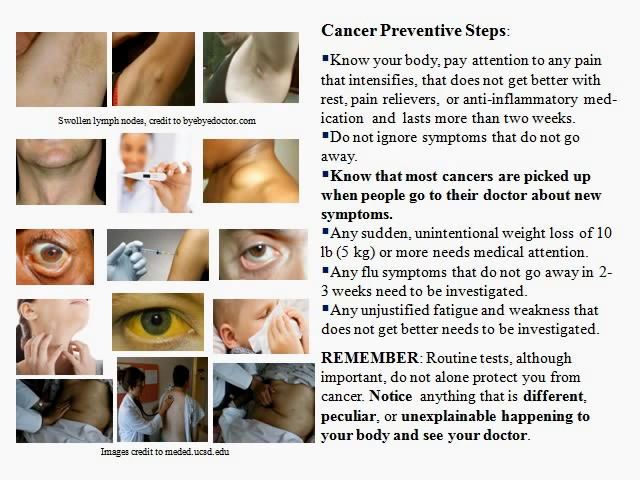 Cancer Preventive Steps:
▪Know your body, pay attention to any pain
that intensifies, that does not get better with
rest, pain relievers, or anti-inflammatory med-
ication and lasts more than two weeks.
▪Do not ignore symptoms that do not go
away.
▪Know that most cancers are picked up
when people go to their doctor about new
symptoms.
▪Any sudden, unintentional weight loss of 10
lb (5 kg) or more needs medical attention.
▪Any flu symptoms that do not go away in 2-
3 weeks need to be investigated.
▪Any unjustified fatigue and weakness that
does not get better needs to be investigated.
REMEMBER: Routine tests, although
important, do not alone protect you from
cancer. Notice anything that is different,
peculiar, or unexplainable happening to
your body and see your doctor.
Swollen lymph nodes, credit to byebyedoctor.com
Images credit to meded.ucsd.edu